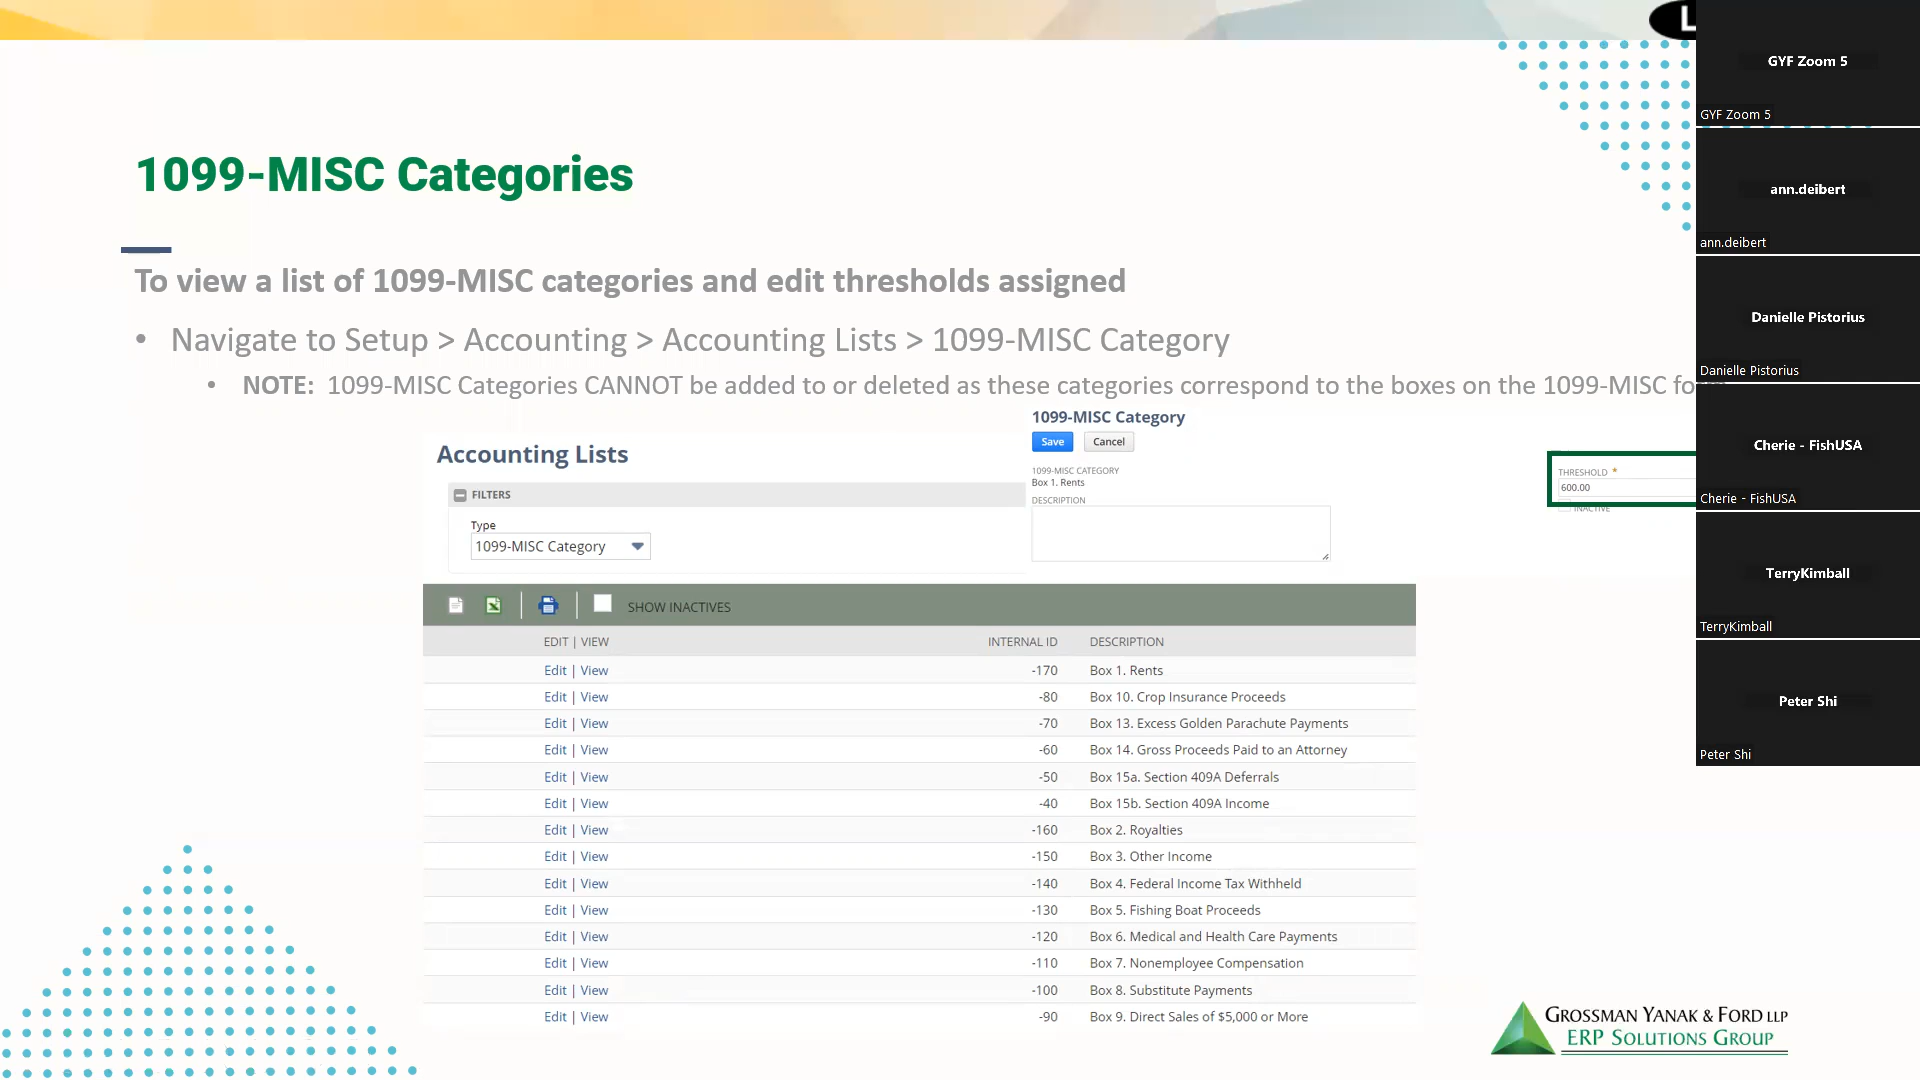 L
1099-MISC Categories
To view a list of 1099-MISC categories and edit thresholds assigned
• Navigate to Setup > Accounting > Accounting Lists > 1099-MISC Category
• NOTE: 1099-MISC Categories CANNOT be added to or deleted as these categories correspond to the boxes on the 1099-MISC
1099-MISC Category
Save Cancel
1099-MISC CATEGORY
Box 1. Rents
DESCRIPTION
THRESHOLD *
600.00
INACTIVE
Accounting Lists
FILTERS
Type
1099-MISC Category
SHOW INACTIVES
EDIT | VIEW INTERNAL ID DESCRIPTION
Edit | View -170 Box 1. Rents
Edit | View -80 Box 10. Crop Insurance Proceeds
Edit | View -70 Box 13. Excess Golden Parachute Payments
Edit | View -60 Box 14. Gross Proceeds Paid to an Attorney
Edit | View -50 Box 15a. Section 409A Deferrals
Edit | View -40 Box 15b. Section 409A Income
Edit | View -160 Box 2. Royalties
Edit | View -150 Box 3. Other Income
Edit | View -140 Box 4. Federal Income Tax Withheld
Edit | View -130 Box 5. Fishing Boat Proceeds
Edit | View -120 Box 6. Medical and Health Care Payments
Edit | View -110 Box 7. Nonemployee Compensation
Edit | View -100 Box 8. Substitute Payments
Edit | View -90 Box 9. Direct Sales of $5,000 or More
GROSSMAN YANAK & FORD LLP
ERP SOLUTIONS GROUP
GYF Zoom 5
GYF Zoom 5
ann.deibert
ann.deibert
Danielle Pistorius
Danielle Pistorius
Cherie - FishUSA
Cherie - FishUSA
TerryKimball
TerryKimball
Peter Shi
Peter Shi